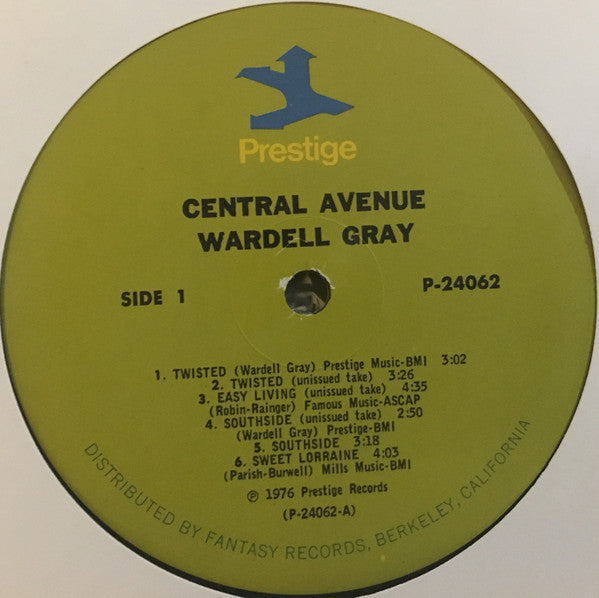 Prestige
CENTRAL AVENUE
WARDELL GRAY
SIDE 1
P-24062
1. TWISTED (Wardell Gray) Prestige Music-BMI 3:02
2. TWISTED (unissued take) 3:26
3. EASY LIVING (unissued take) 4:35
(Robin-Rainger) Famous Music-ASCAP
4. SOUTHSIDE (unissued take) 2:50
(Wardell Gray) Prestige-BMI
5. SOUTHSIDE 3:18
6. SWEET LORRAINE 4:03
(Parish-Burwell) Mills Music-BMI
℗ 1976 Prestige Records
(P-24062-A)
DISTRIBUTED BY FANTASY RECORDS, BERKELEY, CALIFORNIA